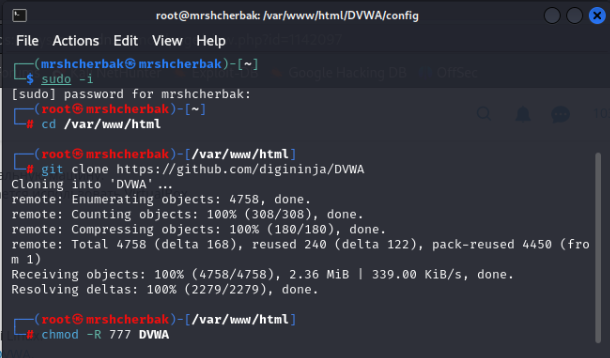 root@mrshcherbak: /var/www/html/DVWA/config
File Actions Edit View Help
┌──(mrshcherbak㉿mrshcherbak)-[~]
└─$ sudo -i
[sudo] password for mrshcherbak:
┌──(root㉿mrshcherbak)-[~]
└─# cd /var/www/html
┌──(root㉿mrshcherbak)-[/var/www/html]
└─# git clone https://github.com/digininja/DVWA
Cloning into 'DVWA'...
remote: Enumerating objects: 4758, done.
remote: Counting objects: 100% (308/308), done.
remote: Compressing objects: 100% (180/180), done.
remote: Total 4758 (delta 168), reused 240 (delta 122), pack-reused 4450 (fro
m 1)
Receiving objects: 100% (4758/4758), 2.36 MiB | 339.00 KiB/s, done.
Resolving deltas: 100% (2279/2279), done.
┌──(root㉿mrshcherbak)-[/var/www/html]
└─# chmod -R 777 DVWA